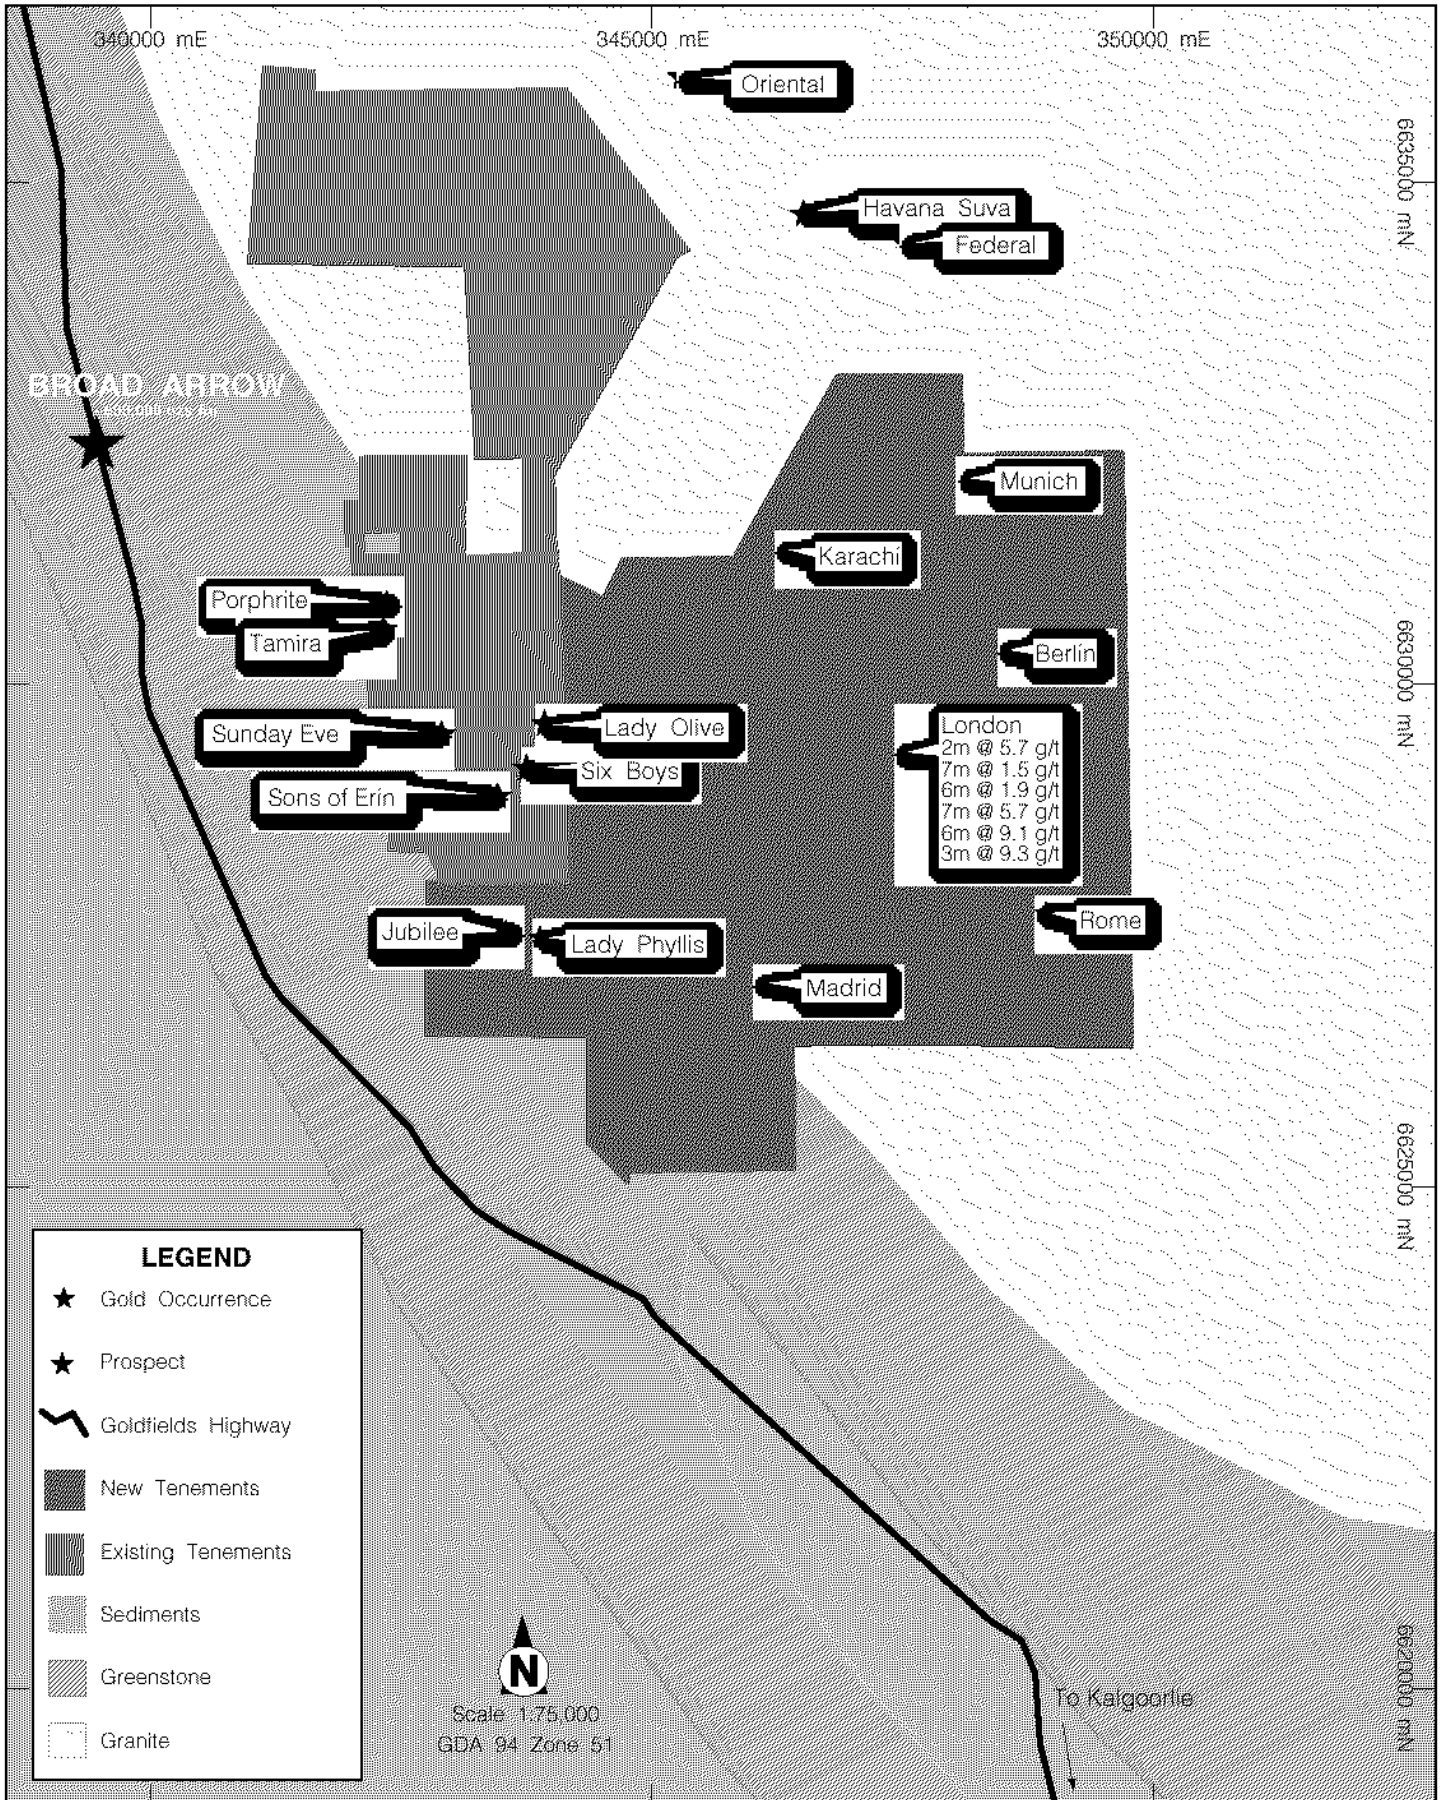 340000 mE
345000 mE
350000 mE
Oriental
6635000 mN
Havana Suva
Federal
BROAD ARROW
Munich
Karachi
Porphrite
Tamira
Berlin
6630000 mN
Sunday Eve
Lady Olive
Six Boys
Sons of Erin
London
2m @ 5.7 g/t
7m @ 1.5 g/t
6m @ 1.9 g/t
7m @ 5.7 g/t
6m @ 9.1 g/t
3m @ 9.3 g/t
Jubilee
Lady Phyllis
Rome
Madrid
6625000 mN
LEGEND
Gold Occurrence
Prospect
Goldfields Highway
New Tenements
Existing Tenements
Sediments
Greenstone
Granite
N
Scale 1:75,000
GDA 94 Zone 51
To Kalgoorlie
6620000 mN